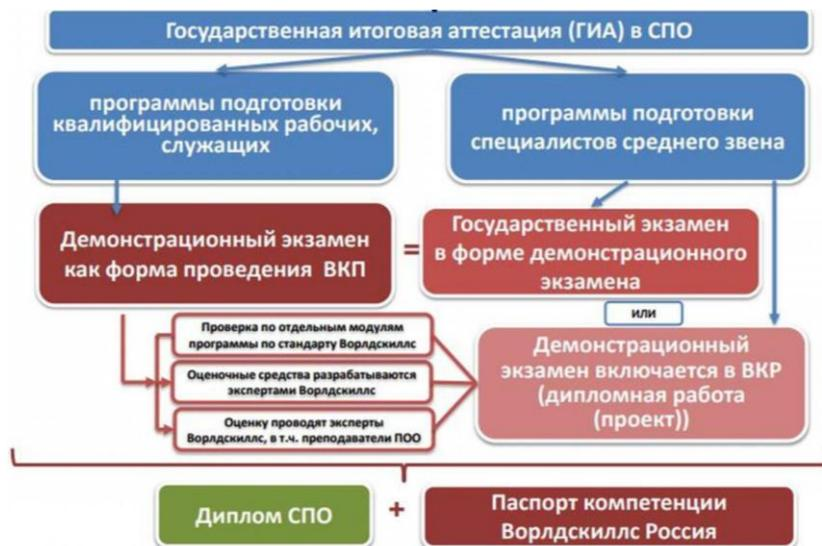 Государственная итоговая аттестация (ГИА) в СПО
программы подготовки
квалифицированных рабочих,
служащих
программы подготовки
специалистов среднего звена
Демонстрационный экзамен
как форма проведения ВКП
=
Государственный экзамен
в форме демонстрационного
экзамена
или
Проверка по отдельным модулям
программы по стандарту Ворлдскиллс
Оценочные средства разрабатываются
экспертами Ворлдскиллс
Оценку проводят эксперты
Ворлдскиллс, в т.ч. преподаватели ПОО
Демонстрационный
экзамен включается в ВКР
(дипломная работа
(проект))
Диплом СПО
+
Паспорт компетенции
Ворлдскиллс Россия